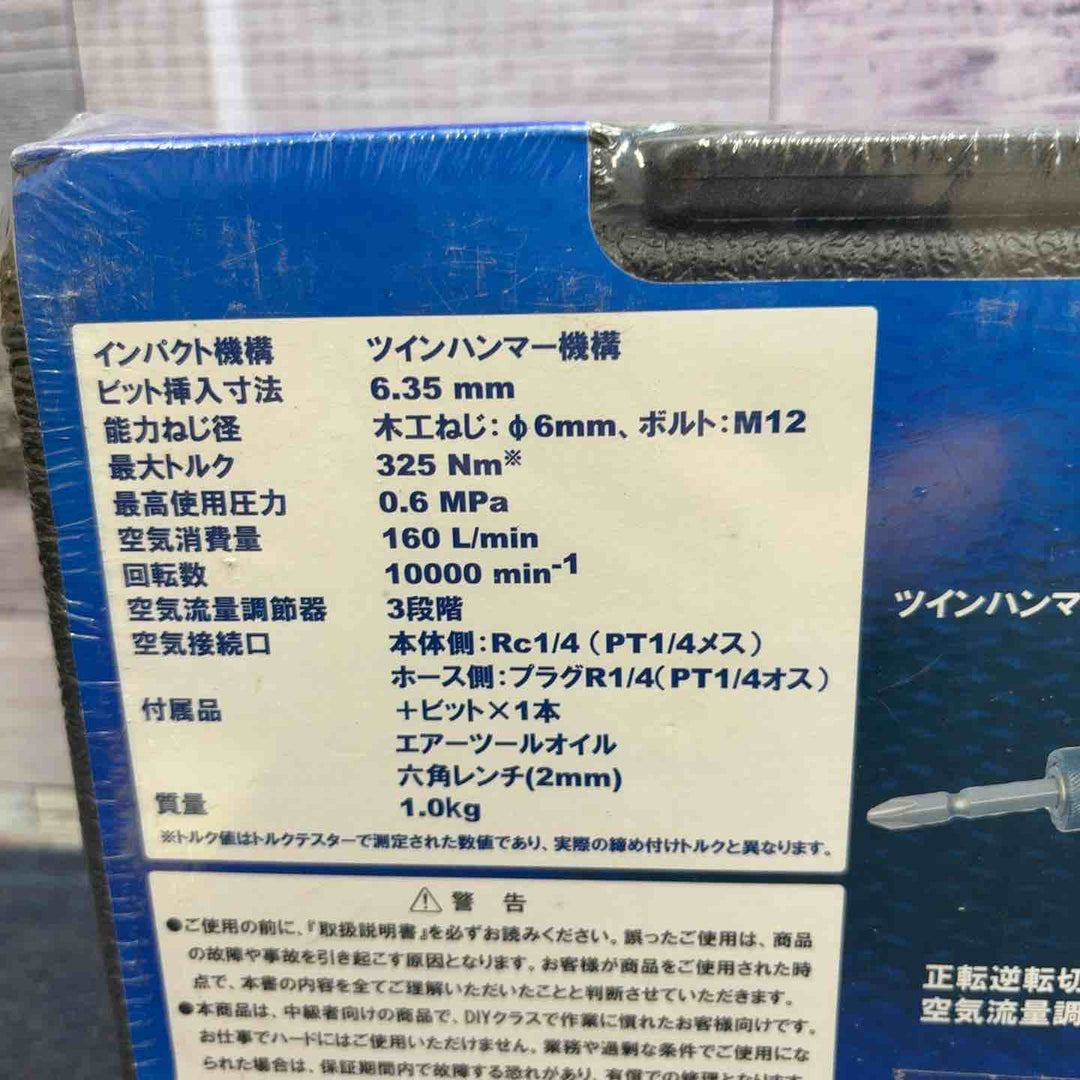 インパクト機構 ツインハンマー機構
ビット挿入寸法 6.35 mm
能力ねじ径 木工ねじ：φ6mm、ボルト：M12
最大トルク 325 Nm※
最高使用圧力 0.6 MPa
空気消費量 160 L/min
回転数 10000 min-1
空気流量調節器 3段階
空気接続口 本体側：Rc1/4（PT1/4メス）
ホース側：プラグR1/4（PT1/4オス）
付属品 ＋ビット×1本
エアーツールオイル
六角レンチ(2mm)
質量 1.0kg
※トルク値はトルクテスターで測定された数値であり、実際の締め付けトルクと異なります。
⚠警 告
●ご使用の前に、『取扱説明書』を必ずお読みください。誤ったご使用は、商品
の故障や事故を引き起こす原因となります。お客様が商品をご使用された時
点で、本書の内容を全てご理解いただいたことと判断させていただきます。
●本商品は、中級者向けの商品で、DIYクラスで作業に慣れたお客様向けです。
お仕事でハードにはご使用いただけません。業務や過剰な条件でご使用にな
られた場合は、保証期間内で故障する恐れがあり、有償での修理となります
ツインハンマ
正転逆転切
空気流量調